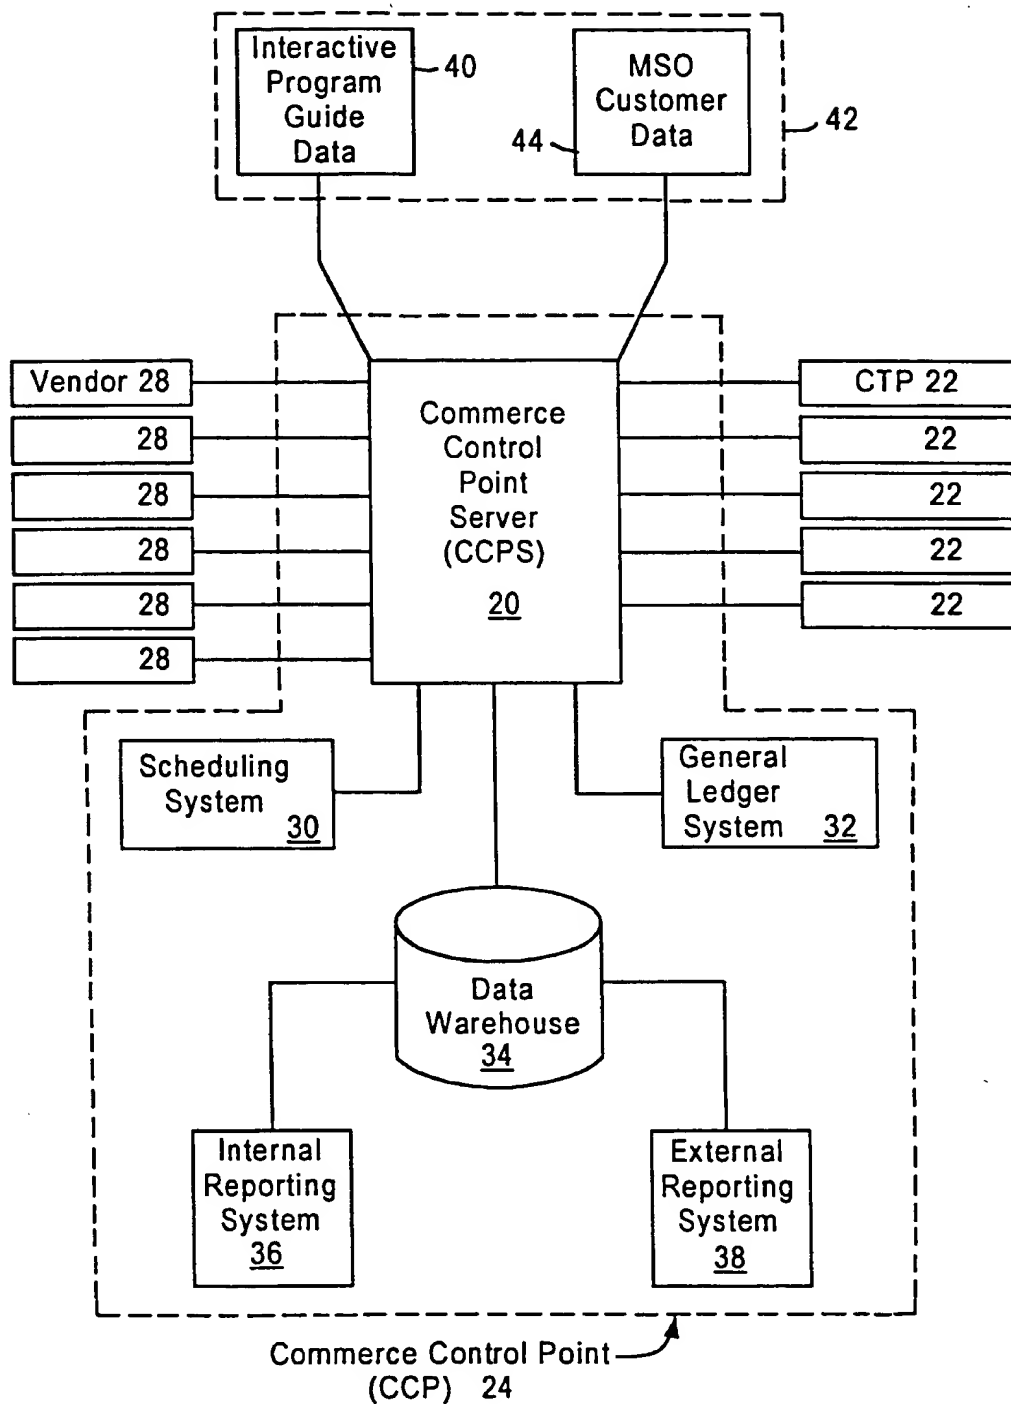 Interactive
Program
Guide
Data
40
MSO
Customer
Data
44
42
Vendor 28
28
28
28
28
28
Commerce
Control
Point
Server
(CCPS)
20
CTP 22
22
22
22
22
Scheduling
System
30
General
Ledger
System 32
Data
Warehouse
34
Internal
Reporting
System
36
External
Reporting
System
38
Commerce Control Point
(CCP) 24